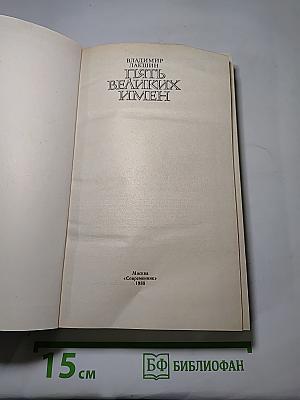 ВЛАДИМИР
ЛАКШИН
ПЯТЬ
ВЕЛИКИХ
ИМЕН
Москва
«Современник»
1988
15 см
БФ БИБЛИОФАН